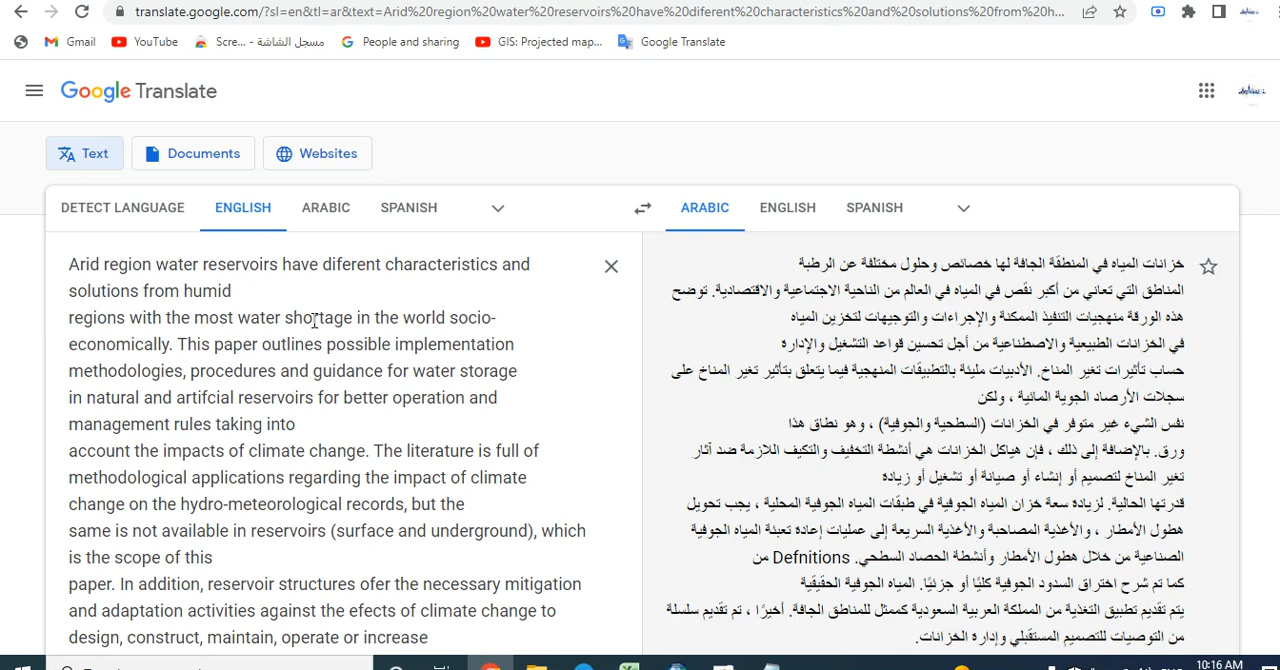 translate.google.com/?sl=en&tl=ar&text=Arid%20region%20water%20reservoirs%20have%20diferent%20characteristics%20and%20solutions%20from%20h...
Gmail
YouTube
Scre... - مسجل الشاشة
People and sharing
GIS: Projected map...
Google Translate
Google Translate
Text
Documents
Websites
DETECT LANGUAGE
ENGLISH
ARABIC
SPANISH
ARABIC
ENGLISH
SPANISH
Arid region water reservoirs have diferent characteristics and
solutions from humid
regions with the most water shortage in the world socio-
economically. This paper outlines possible implementation
methodologies, procedures and guidance for water storage
in natural and artifcial reservoirs for better operation and
management rules taking into
account the impacts of climate change. The literature is full of
methodological applications regarding the impact of climate
change on the hydro-meteorological records, but the
same is not available in reservoirs (surface and underground), which
is the scope of this
paper. In addition, reservoir structures ofer the necessary mitigation
and adaptation activities against the efects of climate change to
design, construct, maintain, operate or increase
خزانات المياه في المنطقة الجافة لها خصائص وحلول مختلفة عن الرطبة
المناطق التي تعاني من أكبر نقص في المياه في العالم من الناحية الاجتماعية والاقتصادية. توضح
هذه الورقة منهجيات التنفيذ الممكنة والإجراءات والتوجيهات لتخزين المياه
في الخزانات الطبيعية والاصطناعية من أجل تحسين قواعد التشغيل والإدارة
حساب تأثيرات تغير المناخ. الأدبيات مليئة بالتطبيقات المنهجية فيما يتعلق بتأثير تغير المناخ على
سجلات الأرصاد الجوية المائية ، ولكن
نفس الشيء غير متوفر في الخزانات (السطحية والجوفية) ، وهو نطاق هذا
ورق. بالإضافة إلى ذلك ، فإن هياكل الخزانات هي أنشطة التخفيف والتكيف اللازمة ضد آثار
تغير المناخ لتصميم أو إنشاء أو صيانة أو تشغيل أو زيادة
قدرتها الحالية. لزيادة سعة خزان المياه الجوفية في طبقات المياه الجوفية المحلية ، يجب تحويل
هطول الأمطار ، والأغذية المصاحبة والأغذية السريعة إلى عمليات إعادة تعبئة المياه الجوفية
الصناعية من خلال هطول الأمطار وأنشطة الحصاد السطحي. Defnitions من
كما تم شرح اختراق السدود الجوفية كليًا أو جزئيًا. المياه الجوفية الحقيقية
يتم تقديم تطبيق التغذية من المملكة العربية السعودية كممثل للمناطق الجافة. أخيرًا ، تم تقديم سلسلة
من التوصيات للتصميم المستقبلي وإدارة الخزانات.
10:16 AM